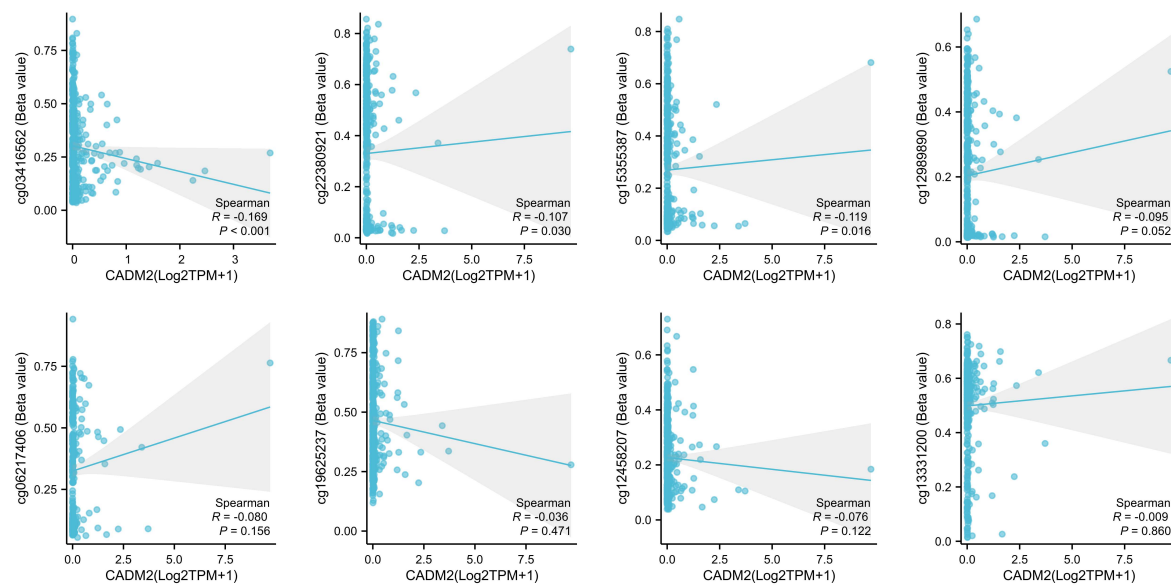 cg03416562 (Beta value)
0.75
0.50
0.25
0.00
Spearman
R = -0.169
P < 0.001
0 1 2 3
CADM2(Log2TPM+1)
cg22380921 (Beta value)
0.8
0.6
0.4
0.2
0.0
Spearman
R = -0.107
P = 0.030
0.0 2.5 5.0 7.5
CADM2(Log2TPM+1)
cg15355387 (Beta value)
0.8
0.6
0.4
0.2
0.0
Spearman
R = -0.119
P = 0.016
0.0 2.5 5.0 7.5
CADM2(Log2TPM+1)
cg12989890 (Beta value)
0.6
0.4
0.2
0.0
Spearman
R = -0.095
P = 0.052
0.0 2.5 5.0 7.5
CADM2(Log2TPM+1)
cg06217406 (Beta value)
0.75
0.50
0.25
Spearman
R = -0.080
P = 0.156
0.0 2.5 5.0 7.5
CADM2(Log2TPM+1)
cg19625237 (Beta value)
0.75
0.50
0.25
0.00
Spearman
R = -0.036
P = 0.471
0.0 2.5 5.0 7.5
CADM2(Log2TPM+1)
cg12458207 (Beta value)
0.6
0.4
0.2
0.0
Spearman
R = -0.076
P = 0.122
0.0 2.5 5.0 7.5
CADM2(Log2TPM+1)
cg13331200 (Beta value)
0.8
0.6
0.4
0.2
0.0
Spearman
R = -0.009
P = 0.860
0.0 2.5 5.0 7.5
CADM2(Log2TPM+1)